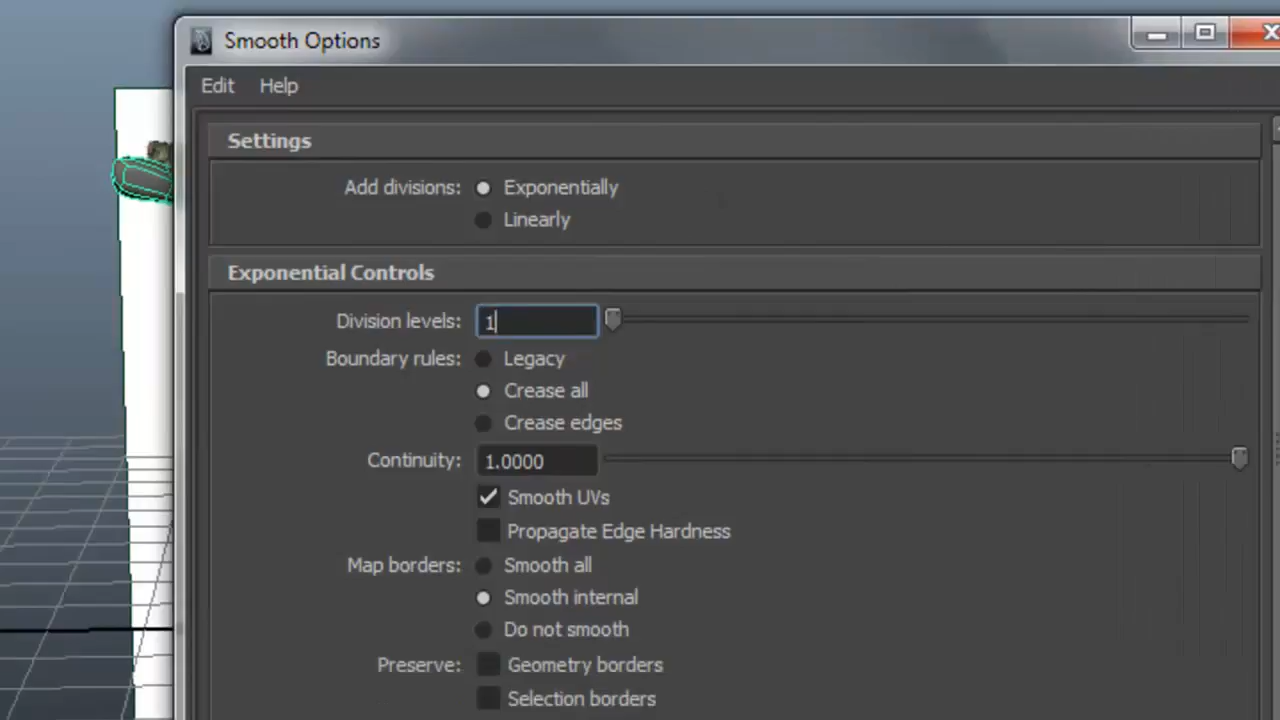 Smooth Options
Edit Help
Settings
Add divisions: Exponentially
Linearly
Exponential Controls
Division levels: 1
Boundary rules: Legacy
Crease all
Crease edges
Continuity: 1.0000
Smooth UVs
Propagate Edge Hardness
Map borders: Smooth all
Smooth internal
Do not smooth
Preserve: Geometry borders
Selection borders